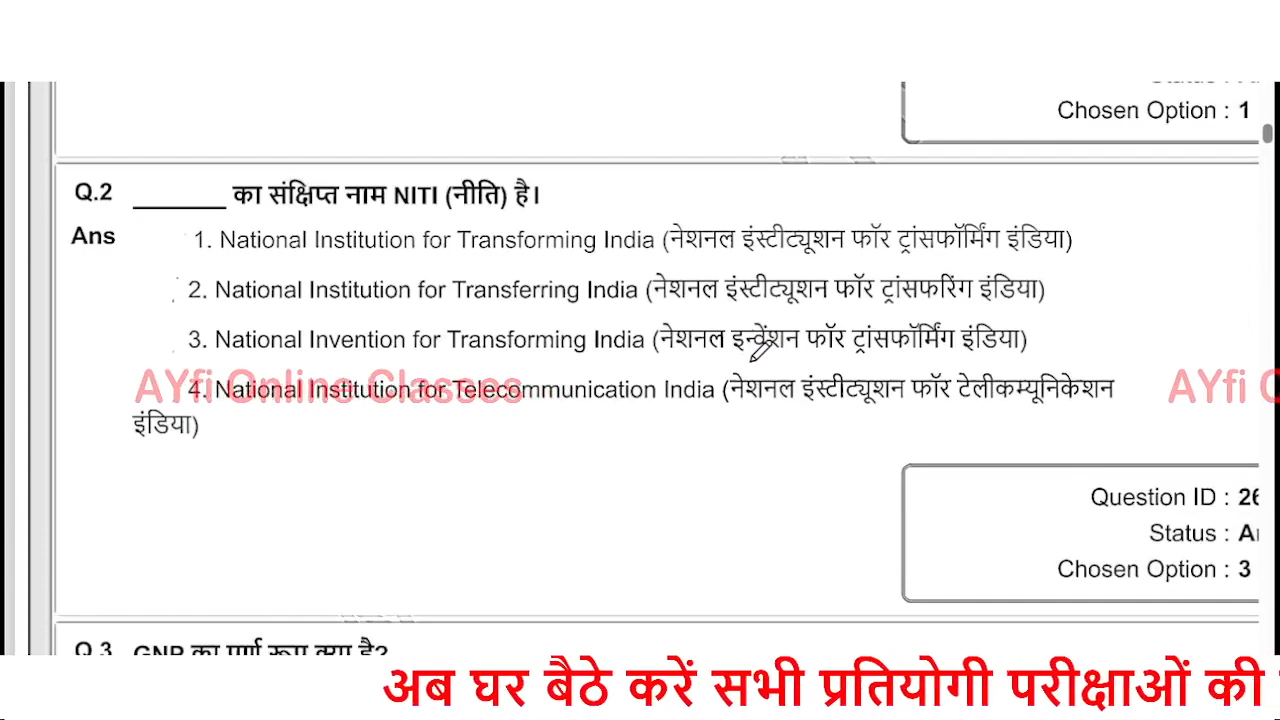 Chosen Option : 1
Q.2 _______ का संक्षिप्त नाम NITI (नीति) है।
Ans 1. National Institution for Transforming India (नेशनल इंस्टीट्यूशन फॉर ट्रांसफॉर्मिंग इंडिया)
2. National Institution for Transferring India (नेशनल इंस्टीट्यूशन फॉर ट्रांसफरिंग इंडिया)
3. National Invention for Transforming India (नेशनल इन्वेंशन फॉर ट्रांसफॉर्मिंग इंडिया)
AYfi Online Classes
4. National Institution for Telecommunication India (नेशनल इंस्टीट्यूशन फॉर टेलीकम्यूनिकेशन
AYfi
इंडिया)
Question ID : 26
Status :
Chosen Option : 3
Q.3 GNP का पूर्ण रूप क्या है?
अब घर बैठे करें सभी प्रतियोगी परीक्षाओं की